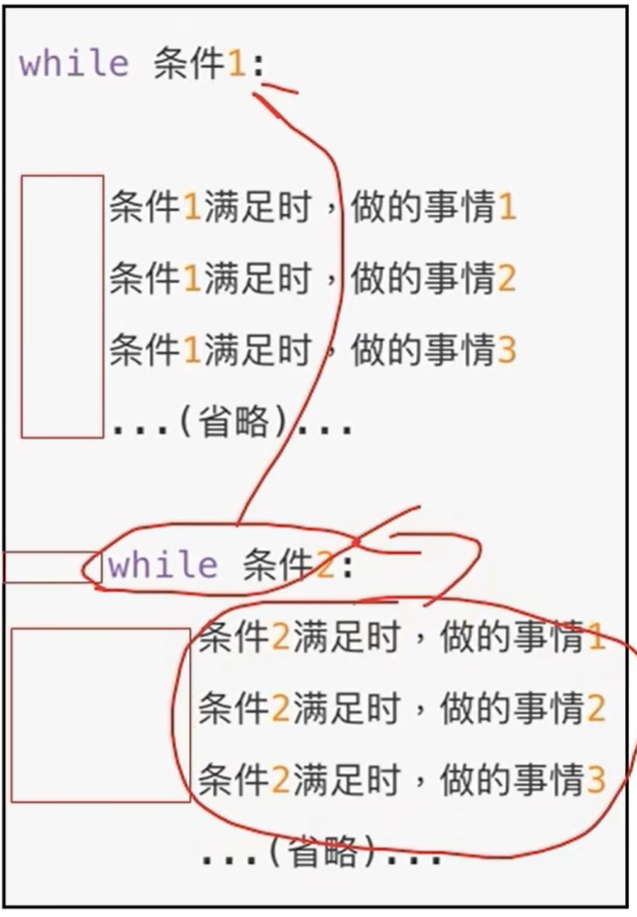 while 条件1:
条件1满足时，做的事情1
条件1满足时，做的事情2
条件1满足时，做的事情3
...(省略)...
while 条件2:
条件2满足时，做的事情1
条件2满足时，做的事情2
条件2满足时，做的事情3
...(省略)...